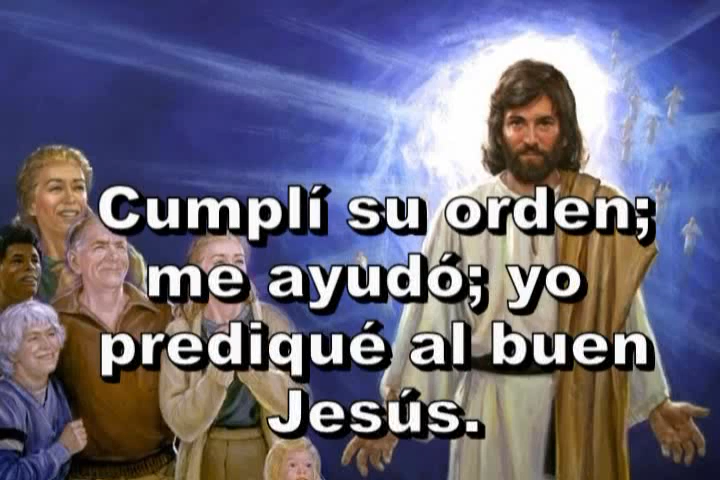 Cumplí su orden;
me ayudó; yo
prediqué al buen
Jesús.